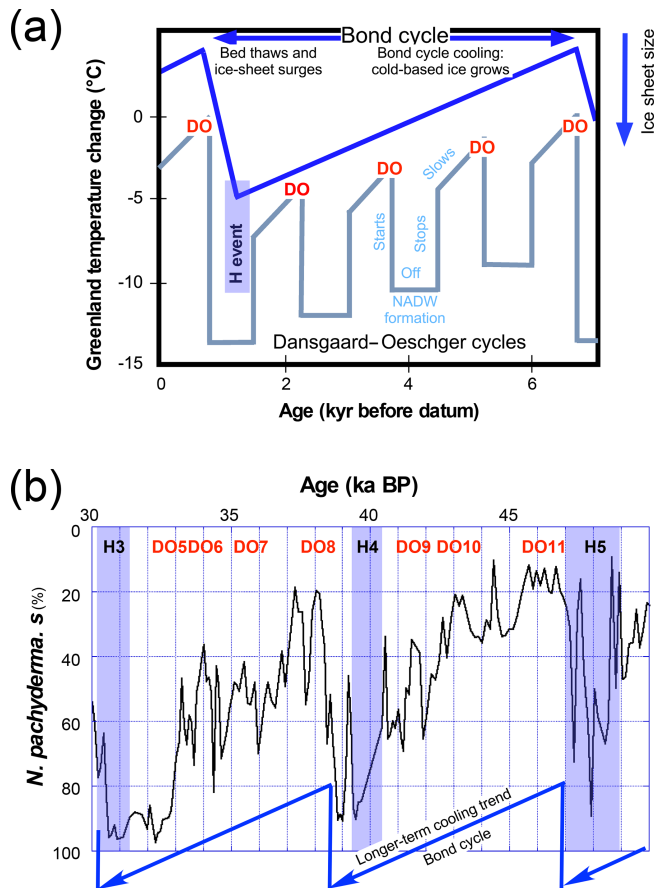 (a)
Bond cycle
Bed thaws and
ice-sheet surges
Bond cycle cooling:
cold-based ice grows
Ice sheet size
Greenland temperature change (°C)
0
-5
-10
-15
DO
DO
DO
DO
DO
H event
Starts
Stops
Slows
Off
NADW
formation
Dansgaard–Oeschger cycles
0
2
4
6
Age (kyr before datum)
(b)
Age (ka BP)
30
35
40
45
H3
DO5
DO6
DO7
DO8
H4
DO9
DO10
DO11
H5
N. pachyderma. s (%)
0
20
40
60
80
100
Longer-term cooling trend
Bond cycle